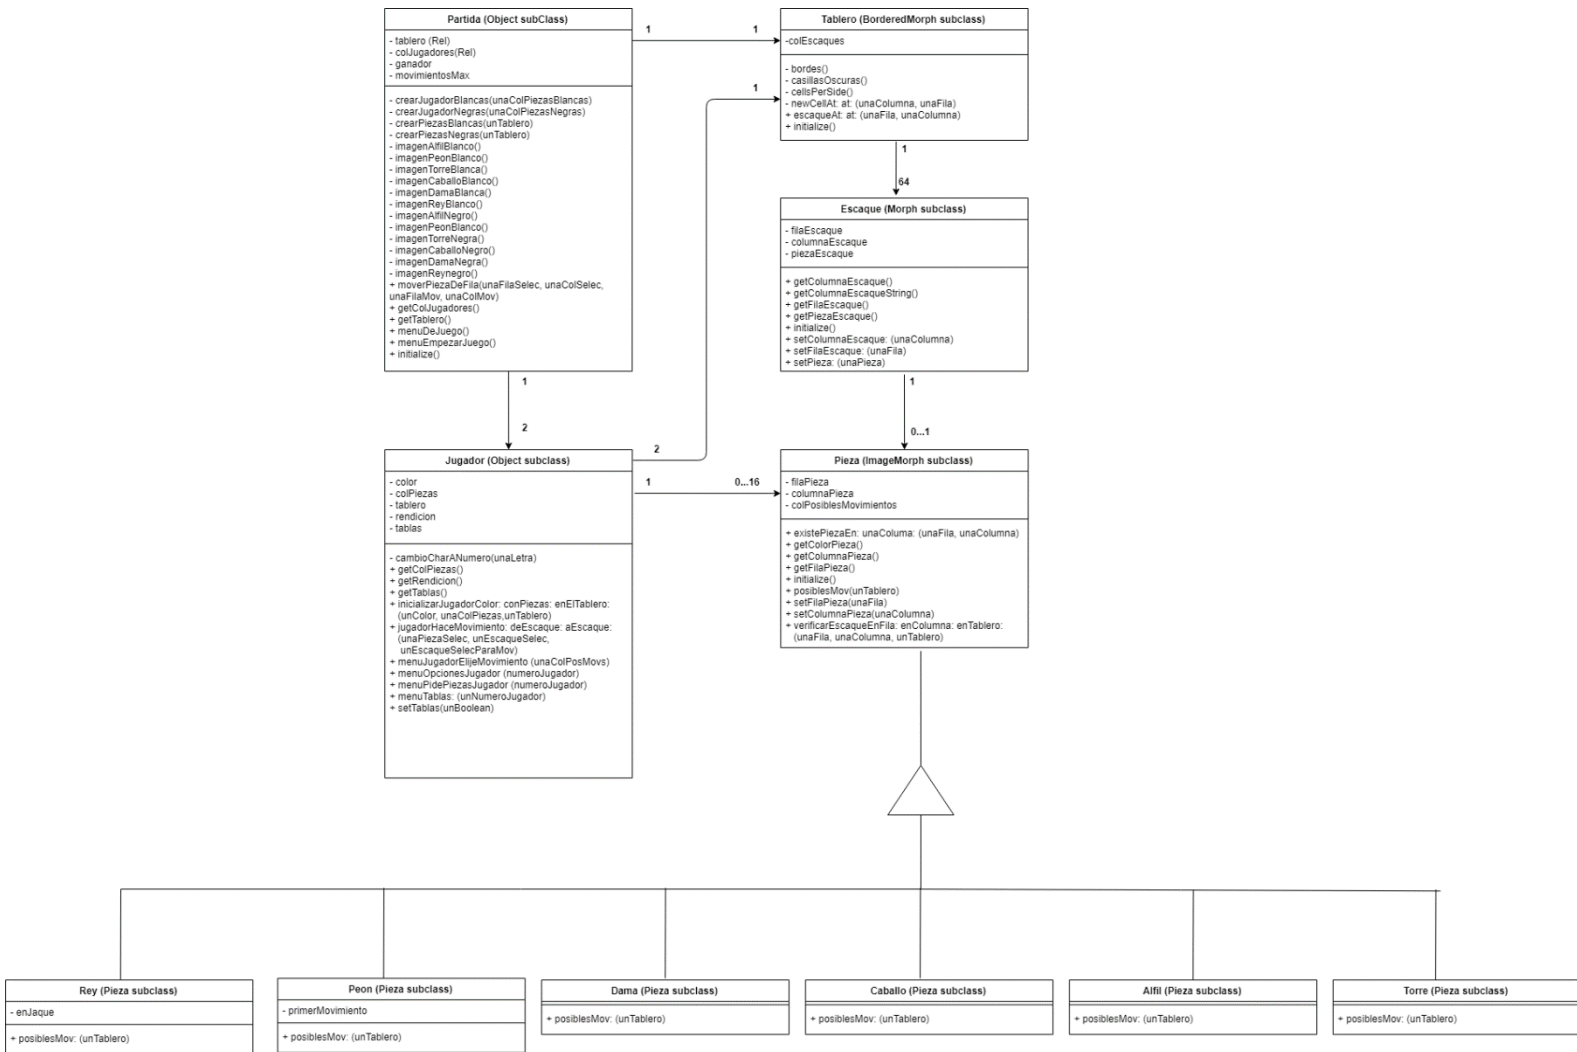 Partida (Object subClass)
- tablero (Rel)
- colJugadores(Rel)
- ganador
- movimientosMax
- crearJugadorBlancas(unaColPiezasBlancas)
- crearJugadorNegras(unaColPiezasNegras)
- crearPiezasBlancas(unTablero)
- crearPiezasNegras(unTablero)
- imagenAlfilBlanco()
- imagenPeonBlanco()
- imagenTorreBlanca()
- imagenCaballoBlanco()
- imagenDamaBlanca()
- imagenReyBlanco()
- imagenAlfilNegro()
- imagenPeonBlanco()
- imagenTorreNegra()
- imagenCaballoNegro()
- imagenDamaNegra()
- imagenReynegro()
+ moverPiezaDeFila(unaFilaSelec, unaColSelec,
unaFilaMov, unaColMov)
+ getColJugadores()
+ getTablero()
+ menuDeJuego()
+ menuEmpezarJuego()
+ initialize()
1
1
1
Tablero (BorderedMorph subclass)
-colEscaques
- bordes()
- casillasOscuras()
- cellsPerSide()
- newCellAt: at: (unaColumna, unaFila)
+ escaqueAt: at: (unaFila, unaColumna)
+ initialize()
1
64
Escaque (Morph subclass)
- filaEscaque
- columnaEscaque
- piezaEscaque
+ getColumnaEscaque()
+ getColumnaEscaqueString()
+ getFilaEscaque()
+ getPiezaEscaque()
+ initialize()
+ setColumnaEscaque: (unaColumna)
+ setFilaEscaque: (unaFila)
+ setPieza: (unaPieza)
1
2
1
0...1
Jugador (Object subclass)
- color
- colPiezas
- tablero
- rendicion
- tablas
- cambioCharANumero(unaLetra)
+ getColPiezas()
+ getRendicion()
+ getTablas()
+ inicializarJugadorColor: conPiezas: enElTablero:
(unColor, unaColPiezas,unTablero)
+ jugadorHaceMovimiento: deEscaque: aEscaque:
(unaPiezaSelec, unEscaqueSelec,
unEscaqueSelecParaMov)
+ menuJugadorElijeMovimiento (unaColPosMovs)
+ menuOpcionesJugador (numeroJugador)
+ menuPidePiezasJugador (numeroJugador)
+ menuTablas: (unNumeroJugador)
+ setTablas(unBoolean)
2
1
0...16
Pieza (ImageMorph subclass)
- filaPieza
- columnaPieza
- colPosiblesMovimientos
+ existePiezaEn: unaColuma: (unaFila, unaColumna)
+ getColorPieza()
+ getColumnaPieza()
+ getFilaPieza()
+ initialize()
+ posiblesMov(unTablero)
+ setFilaPieza(unaFila)
+ setColumnaPieza(unaColumna)
+ verificarEscaqueEnFila: enColumna: enTablero:
(unaFila, unaColumna, unTablero)
Rey (Pieza subclass)
- enJaque
+ posiblesMov: (unTablero)
Peon (Pieza subclass)
- primerMovimiento
+ posiblesMov: (unTablero)
Dama (Pieza subclass)
+ posiblesMov: (unTablero)
Caballo (Pieza subclass)
+ posiblesMov: (unTablero)
Alfil (Pieza subclass)
+ posiblesMov: (unTablero)
Torre (Pieza subclass)
+ posiblesMov: (unTablero)